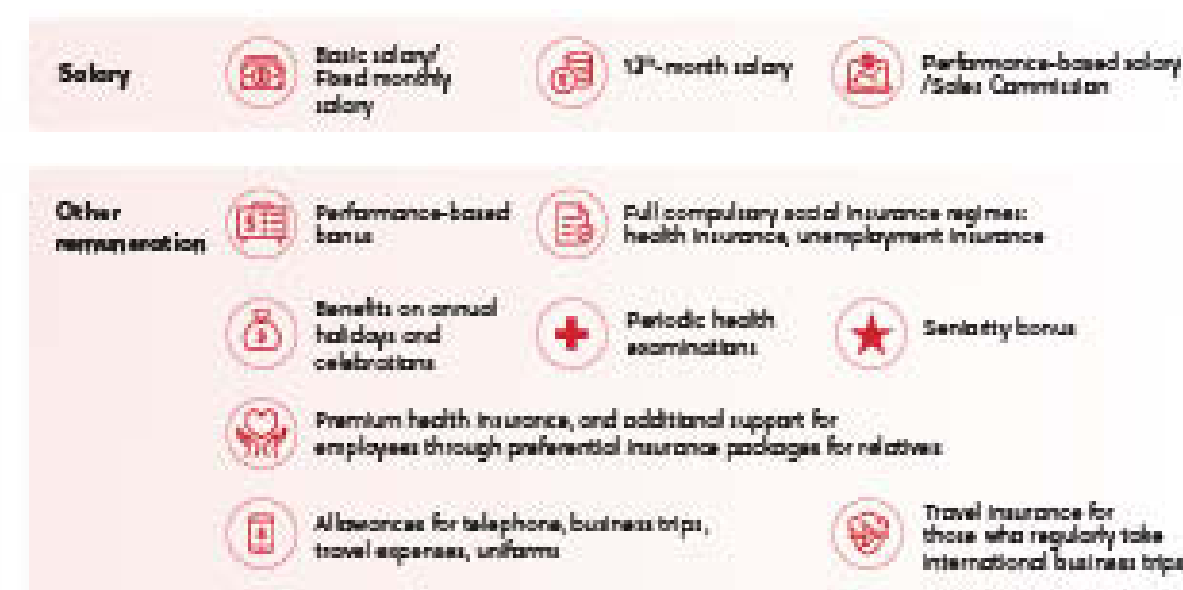 Salary
Basic salary/
Fixed monthly
salary
13th-month salary
Performance-based salary
/Sales Commission
Other
remuneration
Performance-based
bonus
Full compulsary social insurance regimes:
health insurance, unemployment insurance
Benefits on annual
holidays and
celebrations
Periodic health
examinations
Seniority bonus
Premium health insurance, and additional support for
employees through preferential insurance packages for relatives
Allowances for telephone, business trips,
travel expenses, uniforms
Travel insurance for
those who regularly take
international business trips